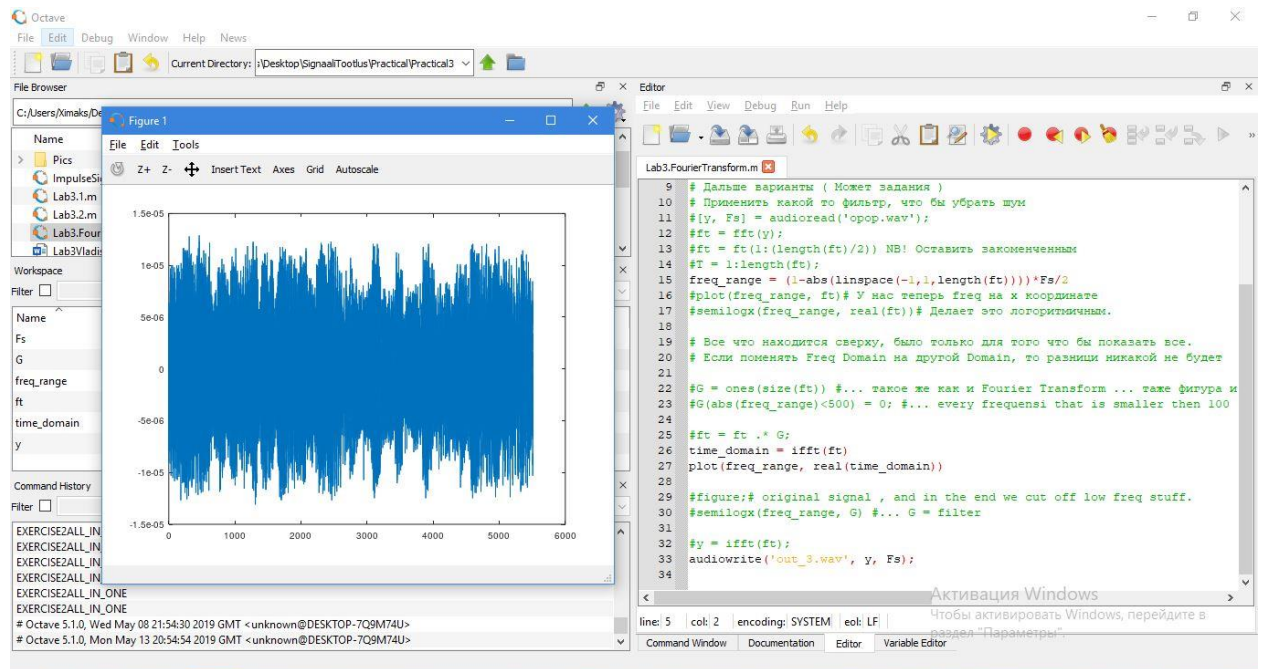 Octave
File Edit Debug Window Help News
Current Directory: :\Desktop\SignaaliTootlus\Practical\Practical3
File Browser
C:/Users/Ximaks/De
Name
Pics
ImpulseSi
Lab3.1.m
Lab3.2.m
Lab3.Four
Lab3Vladis
Workspace
Filter
Name
Fs
G
freq_range
ft
time_domain
y
Command History
Filter
EXERCISE2ALL_IN
EXERCISE2ALL_IN
EXERCISE2ALL_IN
EXERCISE2ALL_IN
EXERCISE2ALL_IN_ONE
EXERCISE2ALL_IN_ONE
# Octave 5.1.0, Wed May 08 21:54:30 2019 GMT <unknown@DESKTOP-7Q9M74U>
# Octave 5.1.0, Mon May 13 20:54:54 2019 GMT <unknown@DESKTOP-7Q9M74U>
Figure 1
File Edit Tools
Z+ Z- Insert Text Axes Grid Autoscale
1.5e-05
1e-05
5e-06
0
-5e-06
-1e-05
-1.5e-05
0 1000 2000 3000 4000 5000 6000
Editor
File Edit View Debug Run Help
Lab3.FourierTransform.m
9 # Дальше варианты ( Может задания )
10 # Применить какой то фильтр, что бы убрать шум
11 #[y, Fs] = audioread('opop.wav');
12 #ft = fft(y);
13 #ft = ft(1:(length(ft)/2)) NB! Оставить закоменченным
14 #T = 1:length(ft);
15 freq_range = (1-abs(linspace(-1,1,length(ft))))*Fs/2
16 #plot(freq_range, ft)# У нас теперь freq на x координате
17 #semilogx(freq_range, real(ft))# Делает это логоритмичным.
18
19 # Все что находится сверху, было только для того что бы показать все.
20 # Если поменять Freq Domain на другой Domain, то разници никакой не будет
21
22 #G = ones(size(ft)) #... такое же как и Fourier Transform ... таже фигура и
23 #G(abs(freq_range)<500) = 0; #... every frequensi that is smaller then 100
24
25 #ft = ft .* G;
26 time_domain = ifft(ft)
27 plot(freq_range, real(time_domain))
28
29 #figure;# original signal , and in the end we cut off low freq stuff.
30 #semilogx(freq_range, G) #... G = filter
31
32 #y = ifft(ft);
33 audiowrite('out_3.wav', y, Fs);
34
Активация Windows
Чтобы активировать Windows, перейдите в
раздел "Параметры".
line: 5 col: 2 encoding: SYSTEM eol: LF
Command Window Documentation Editor Variable Editor